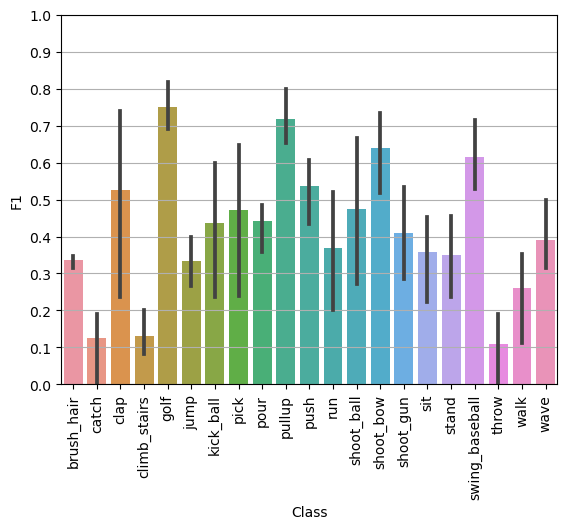 1.0
0.9
0.8
0.7
0.6
0.5
0.4
0.3
0.2
0.1
0.0
F1
brush_hair
catch
clap
climb_stairs
golf
jump
kick_ball
pick
pour
pullup
push
run
shoot_ball
shoot_bow
shoot_gun
sit
stand
swing_baseball
throw
walk
wave
Class